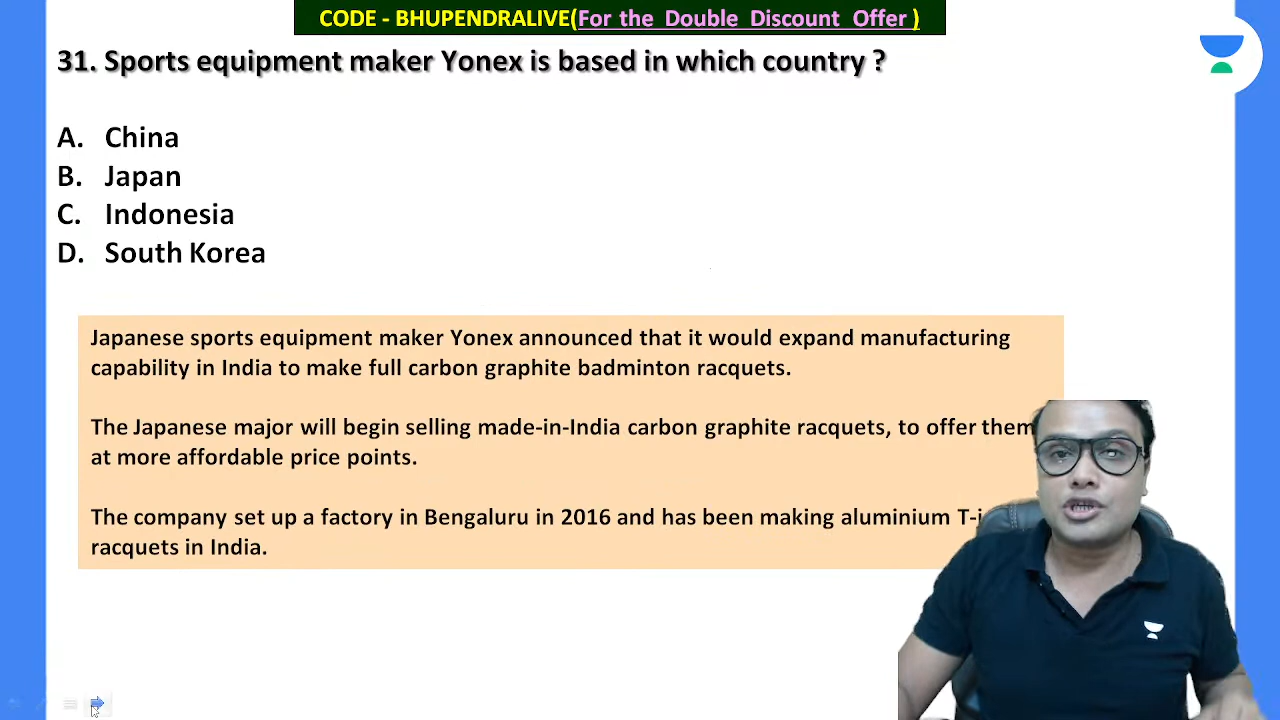 CODE - BHUPENDRALIVE(For the Double Discount Offer )
31. Sports equipment maker Yonex is based in which country ?
A. China
B. Japan
C. Indonesia
D. South Korea
Japanese sports equipment maker Yonex announced that it would expand manufacturing
capability in India to make full carbon graphite badminton racquets.
The Japanese major will begin selling made-in-India carbon graphite racquets, to offer them
at more affordable price points.
The company set up a factory in Bengaluru in 2016 and has been making aluminium
racquets in India.